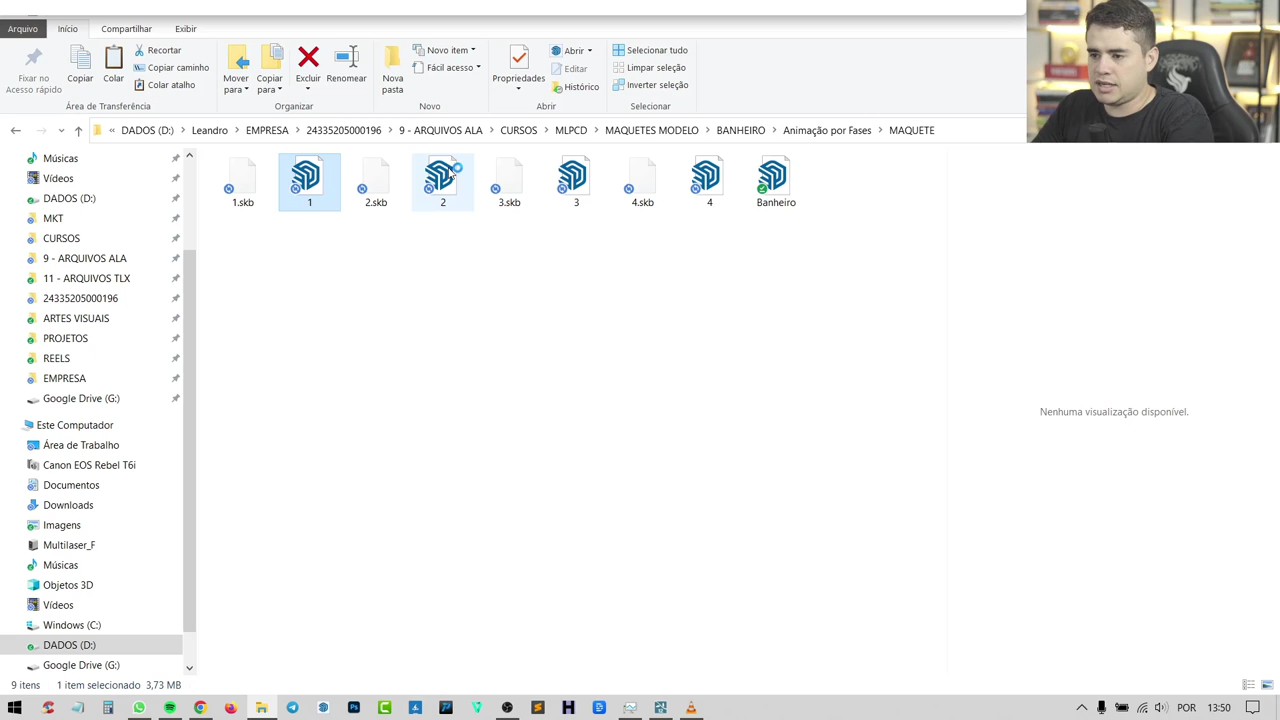 Arquivo Início Compartilhar Exibir
Fixar no
Acesso rápido
Copiar
Colar
Recortar
Copiar caminho
Colar atalho
Área de Transferência
Mover
para
Copiar
para
Excluir
Renomear
Organizar
Nova
pasta
Novo item
Fácil acesso
Novo
Propriedades
Abrir
Editar
Histórico
Abrir
Selecionar tudo
Limpar seleção
Inverter seleção
Selecionar
« DADOS (D:) > Leandro > EMPRESA > 24335205000196 > 9 - ARQUIVOS ALA > CURSOS > MLPCD > MAQUETES MODELO > BANHEIRO > Animação por Fases > MAQUETE
Músicas
Vídeos
DADOS (D:)
MKT
CURSOS
9 - ARQUIVOS ALA
11 - ARQUIVOS TLX
24335205000196
ARTES VISUAIS
PROJETOS
REELS
EMPRESA
Google Drive (G:)
Este Computador
Área de Trabalho
Canon EOS Rebel T6i
Documentos
Downloads
Imagens
Multilaser_F
Músicas
Objetos 3D
Vídeos
Windows (C:)
DADOS (D:)
Google Drive (G:)
1.skb 1 2.skb 2 3.skb 3 4.skb 4 Banheiro
Nenhuma visualização disponível.
9 itens 1 item selecionado 3,73 MB
POR 13:50